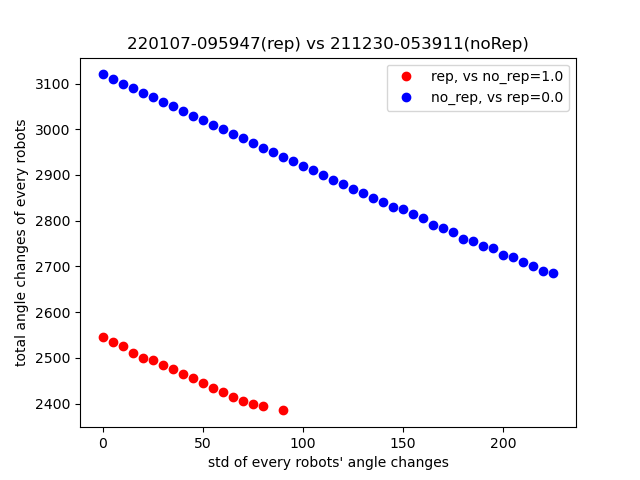 220107-095947(rep) vs 211230-053911(noRep)
rep, vs no_rep=1.0
no_rep, vs rep=0.0
total angle changes of every robots
3100
3000
2900
2800
2700
2600
2500
2400
0 50 100 150 200
std of every robots' angle changes